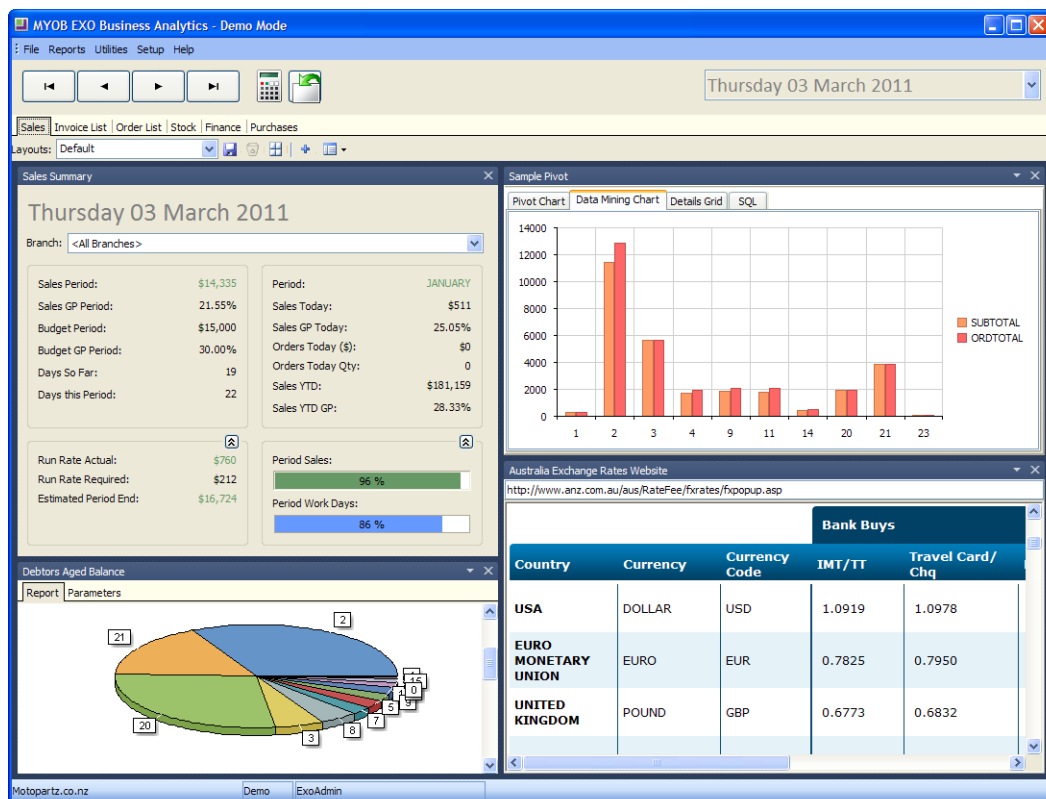 MYOB EXO Business Analytics - Demo Mode
File Reports Utilities Setup Help
Thursday 03 March 2011
Sales Invoice List Order List Stock Finance Purchases
Layouts: Default
Sales Summary
Thursday 03 March 2011
Branch: <All Branches>
Sales Period: $14,335
Sales GP Period: 21.55%
Budget Period: $15,000
Budget GP Period: 30.00%
Days So Far: 19
Days this Period: 22
Period: JANUARY
Sales Today: $511
Sales GP Today: 25.05%
Orders Today ($): $0
Orders Today Qty: 0
Sales YTD: $181,159
Sales YTD GP: 28.33%
Run Rate Actual: $760
Run Rate Required: $212
Estimated Period End: $16,724
Period Sales:
96 %
Period Work Days:
86 %
Debtors Aged Balance
Report Parameters
2
21
20
3
8
7
5
9
0
15
Sample Pivot
Pivot Chart Data Mining Chart Details Grid SQL
14000
12000
10000
8000
6000
4000
2000
0
1 2 3 4 9 11 14 20 21 23
SUBTOTAL
ORDTOTAL
Australia Exchange Rates Website
http://www.anz.com.au/aus/RateFee/fxrates/fxpopup.asp
Bank Buys
Country Currency Currency Code IMT/TT Travel Card/ Chq
USA DOLLAR USD 1.0919 1.0978
EURO MONETARY UNION EURO EUR 0.7825 0.7950
UNITED KINGDOM POUND GBP 0.6773 0.6832
Motopartz.co.nz Demo ExoAdmin